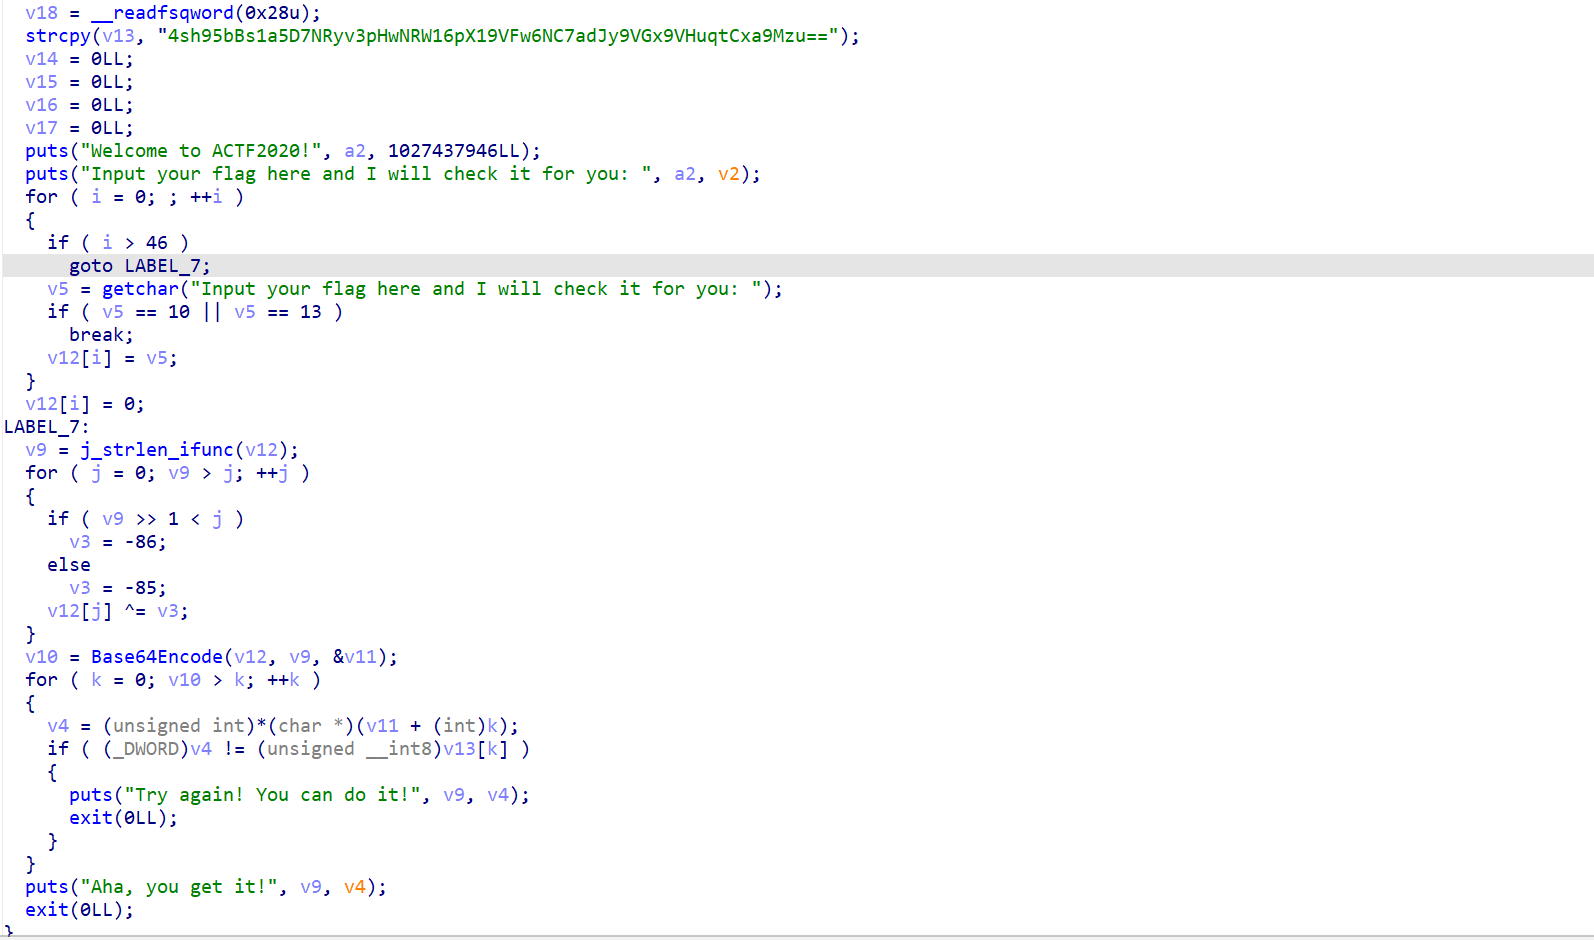 v18 = __readfsqword(0x28u);
strcpy(v13, "4sh95bBs1a5D7NRyv3pHwNRW16pX19VFw6NC7adJy9VGx9VHuqtCxa9Mzu==");
v14 = 0LL;
v15 = 0LL;
v16 = 0LL;
v17 = 0LL;
puts("Welcome to ACTF2020!", a2, 1027437946LL);
puts("Input your flag here and I will check it for you: ", a2, v2);
for ( i = 0; ; ++i )
{
if ( i > 46 )
goto LABEL_7;
v5 = getchar("Input your flag here and I will check it for you: ");
if ( v5 == 10 || v5 == 13 )
break;
v12[i] = v5;
}
v12[i] = 0;
LABEL_7:
v9 = j_strlen_ifunc(v12);
for ( j = 0; v9 > j; ++j )
{
if ( v9 >> 1 < j )
v3 = -86;
else
v3 = -85;
v12[j] ^= v3;
}
v10 = Base64Encode(v12, v9, &v11);
for ( k = 0; v10 > k; ++k )
{
v4 = (unsigned int)*(char *)(v11 + (int)k);
if ( (_DWORD)v4 != (unsigned __int8)v13[k] )
{
puts("Try again! You can do it!", v9, v4);
exit(0LL);
}
}
puts("Aha, you get it!", v9, v4);
exit(0LL);
}